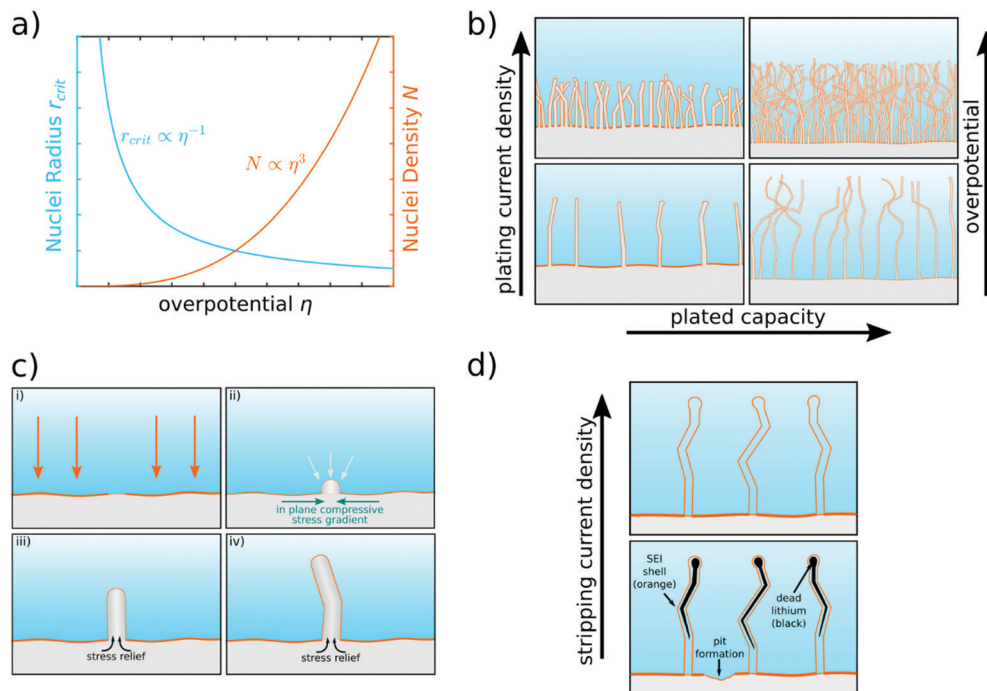 a)
Nuclei Radius r_crit
r_crit ∝ η⁻¹
N ∝ η³
Nuclei Density N
overpotential η
b)
plating current density
overpotential
plated capacity
c)
i)
ii)
in plane compressive
stress gradient
iii)
stress relief
iv)
stress relief
d)
stripping current density
SEI
shell
(orange)
dead
lithium
(black)
pit
formation